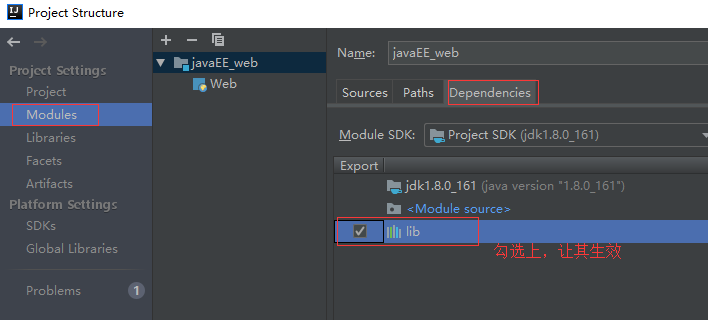 IJ Project Structure
Project Settings
Project
Modules
Libraries
Facets
Artifacts
Platform Settings
SDKs
Global Libraries
Problems 1
javaEE_web
Web
Name: javaEE_web
Sources Paths Dependencies
Module SDK: Project SDK (jdk1.8.0_161)
Export
jdk1.8.0_161 (java version "1.8.0_161")
<Module source>
lib
勾选上，让其生效